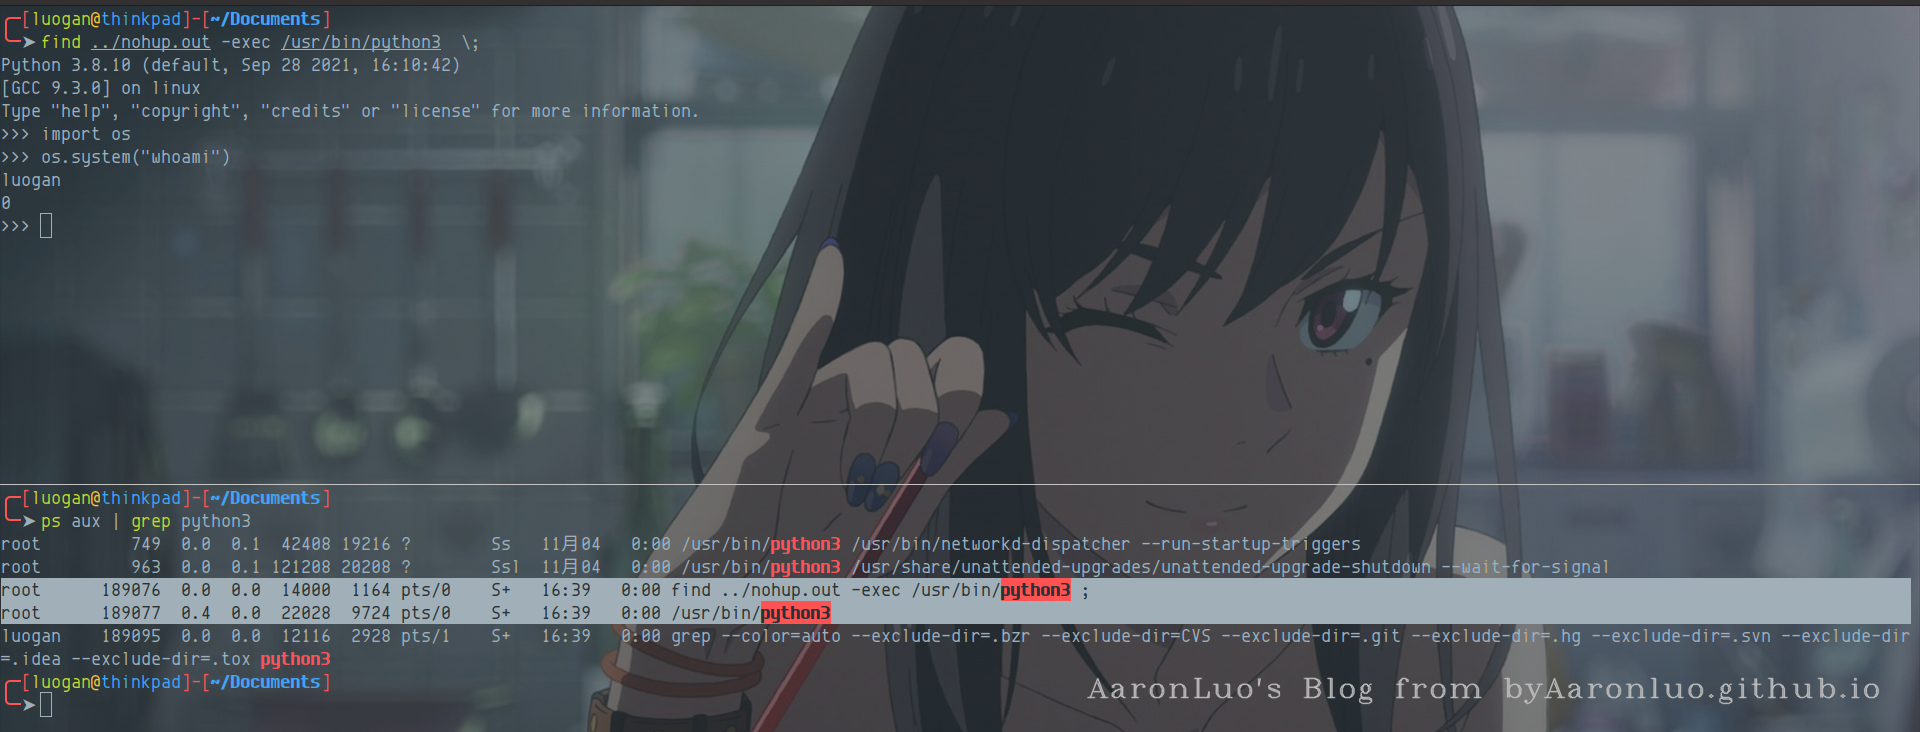 [luogan@thinkpad]-[~/Documents]
➤ find ../nohup.out -exec /usr/bin/python3  \;
Python 3.8.10 (default, Sep 28 2021, 16:10:42)
[GCC 9.3.0] on linux
Type "help", "copyright", "credits" or "license" for more information.
>>> import os
>>> os.system("whoami")
luogan
0
>>>
[luogan@thinkpad]-[~/Documents]
➤ ps aux | grep python3
root         749  0.0  0.1  42408 19216 ?        Ss   11月04   0:00 /usr/bin/python3 /usr/bin/networkd-dispatcher --run-startup-triggers
root         963  0.0  0.1 121208 20208 ?        Ssl  11月04   0:00 /usr/bin/python3 /usr/share/unattended-upgrades/unattended-upgrade-shutdown --wait-for-signal
root      189076  0.0  0.0  14000  1164 pts/0    S+   16:39   0:00 find ../nohup.out -exec /usr/bin/python3 ;
root      189077  0.4  0.0  22028  9724 pts/0    S+   16:39   0:00 /usr/bin/python3
luogan    189095  0.0  0.0  12116  2928 pts/1    S+   16:39   0:00 grep --color=auto --exclude-dir=.bzr --exclude-dir=CVS --exclude-dir=.git --exclude-dir=.hg --exclude-dir=.svn --exclude-dir
=.idea --exclude-dir=.tox python3
[luogan@thinkpad]-[~/Documents]
➤
AaronLuo's Blog from byAaronluo.github.io